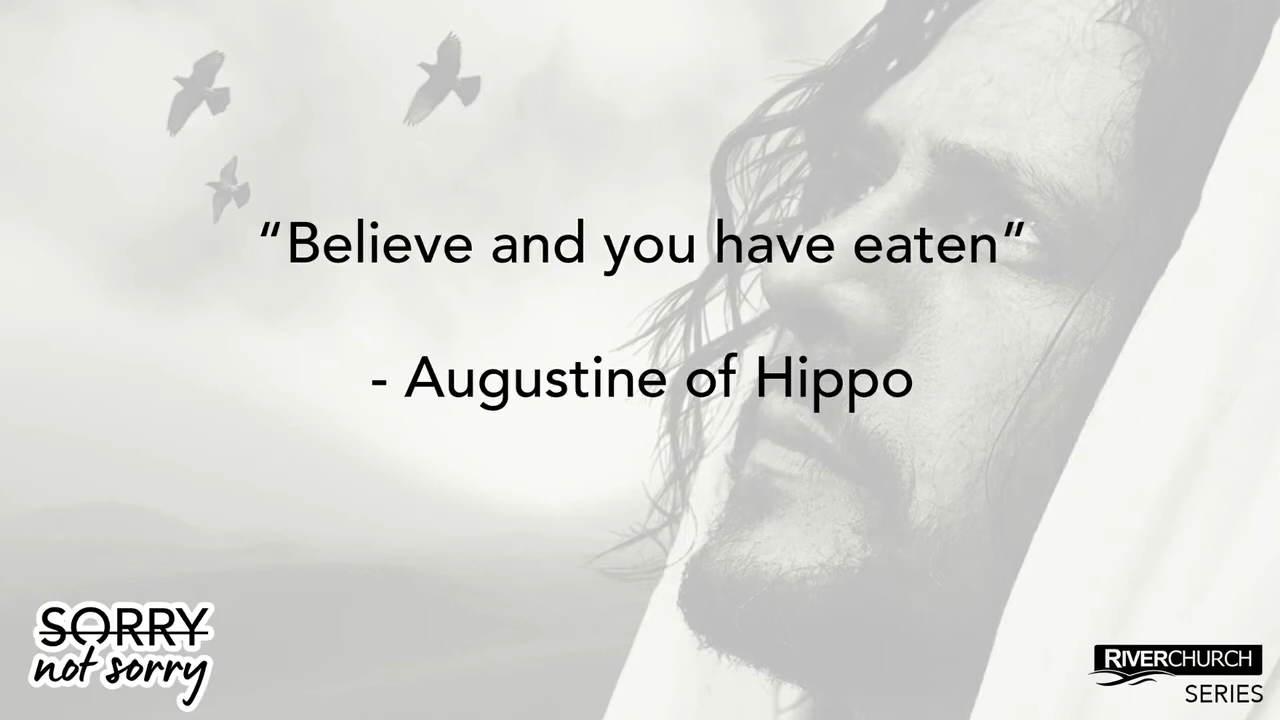 “Believe and you have eaten”
- Augustine of Hippo
SORRY
not sorry
RIVERCHURCH
SERIES